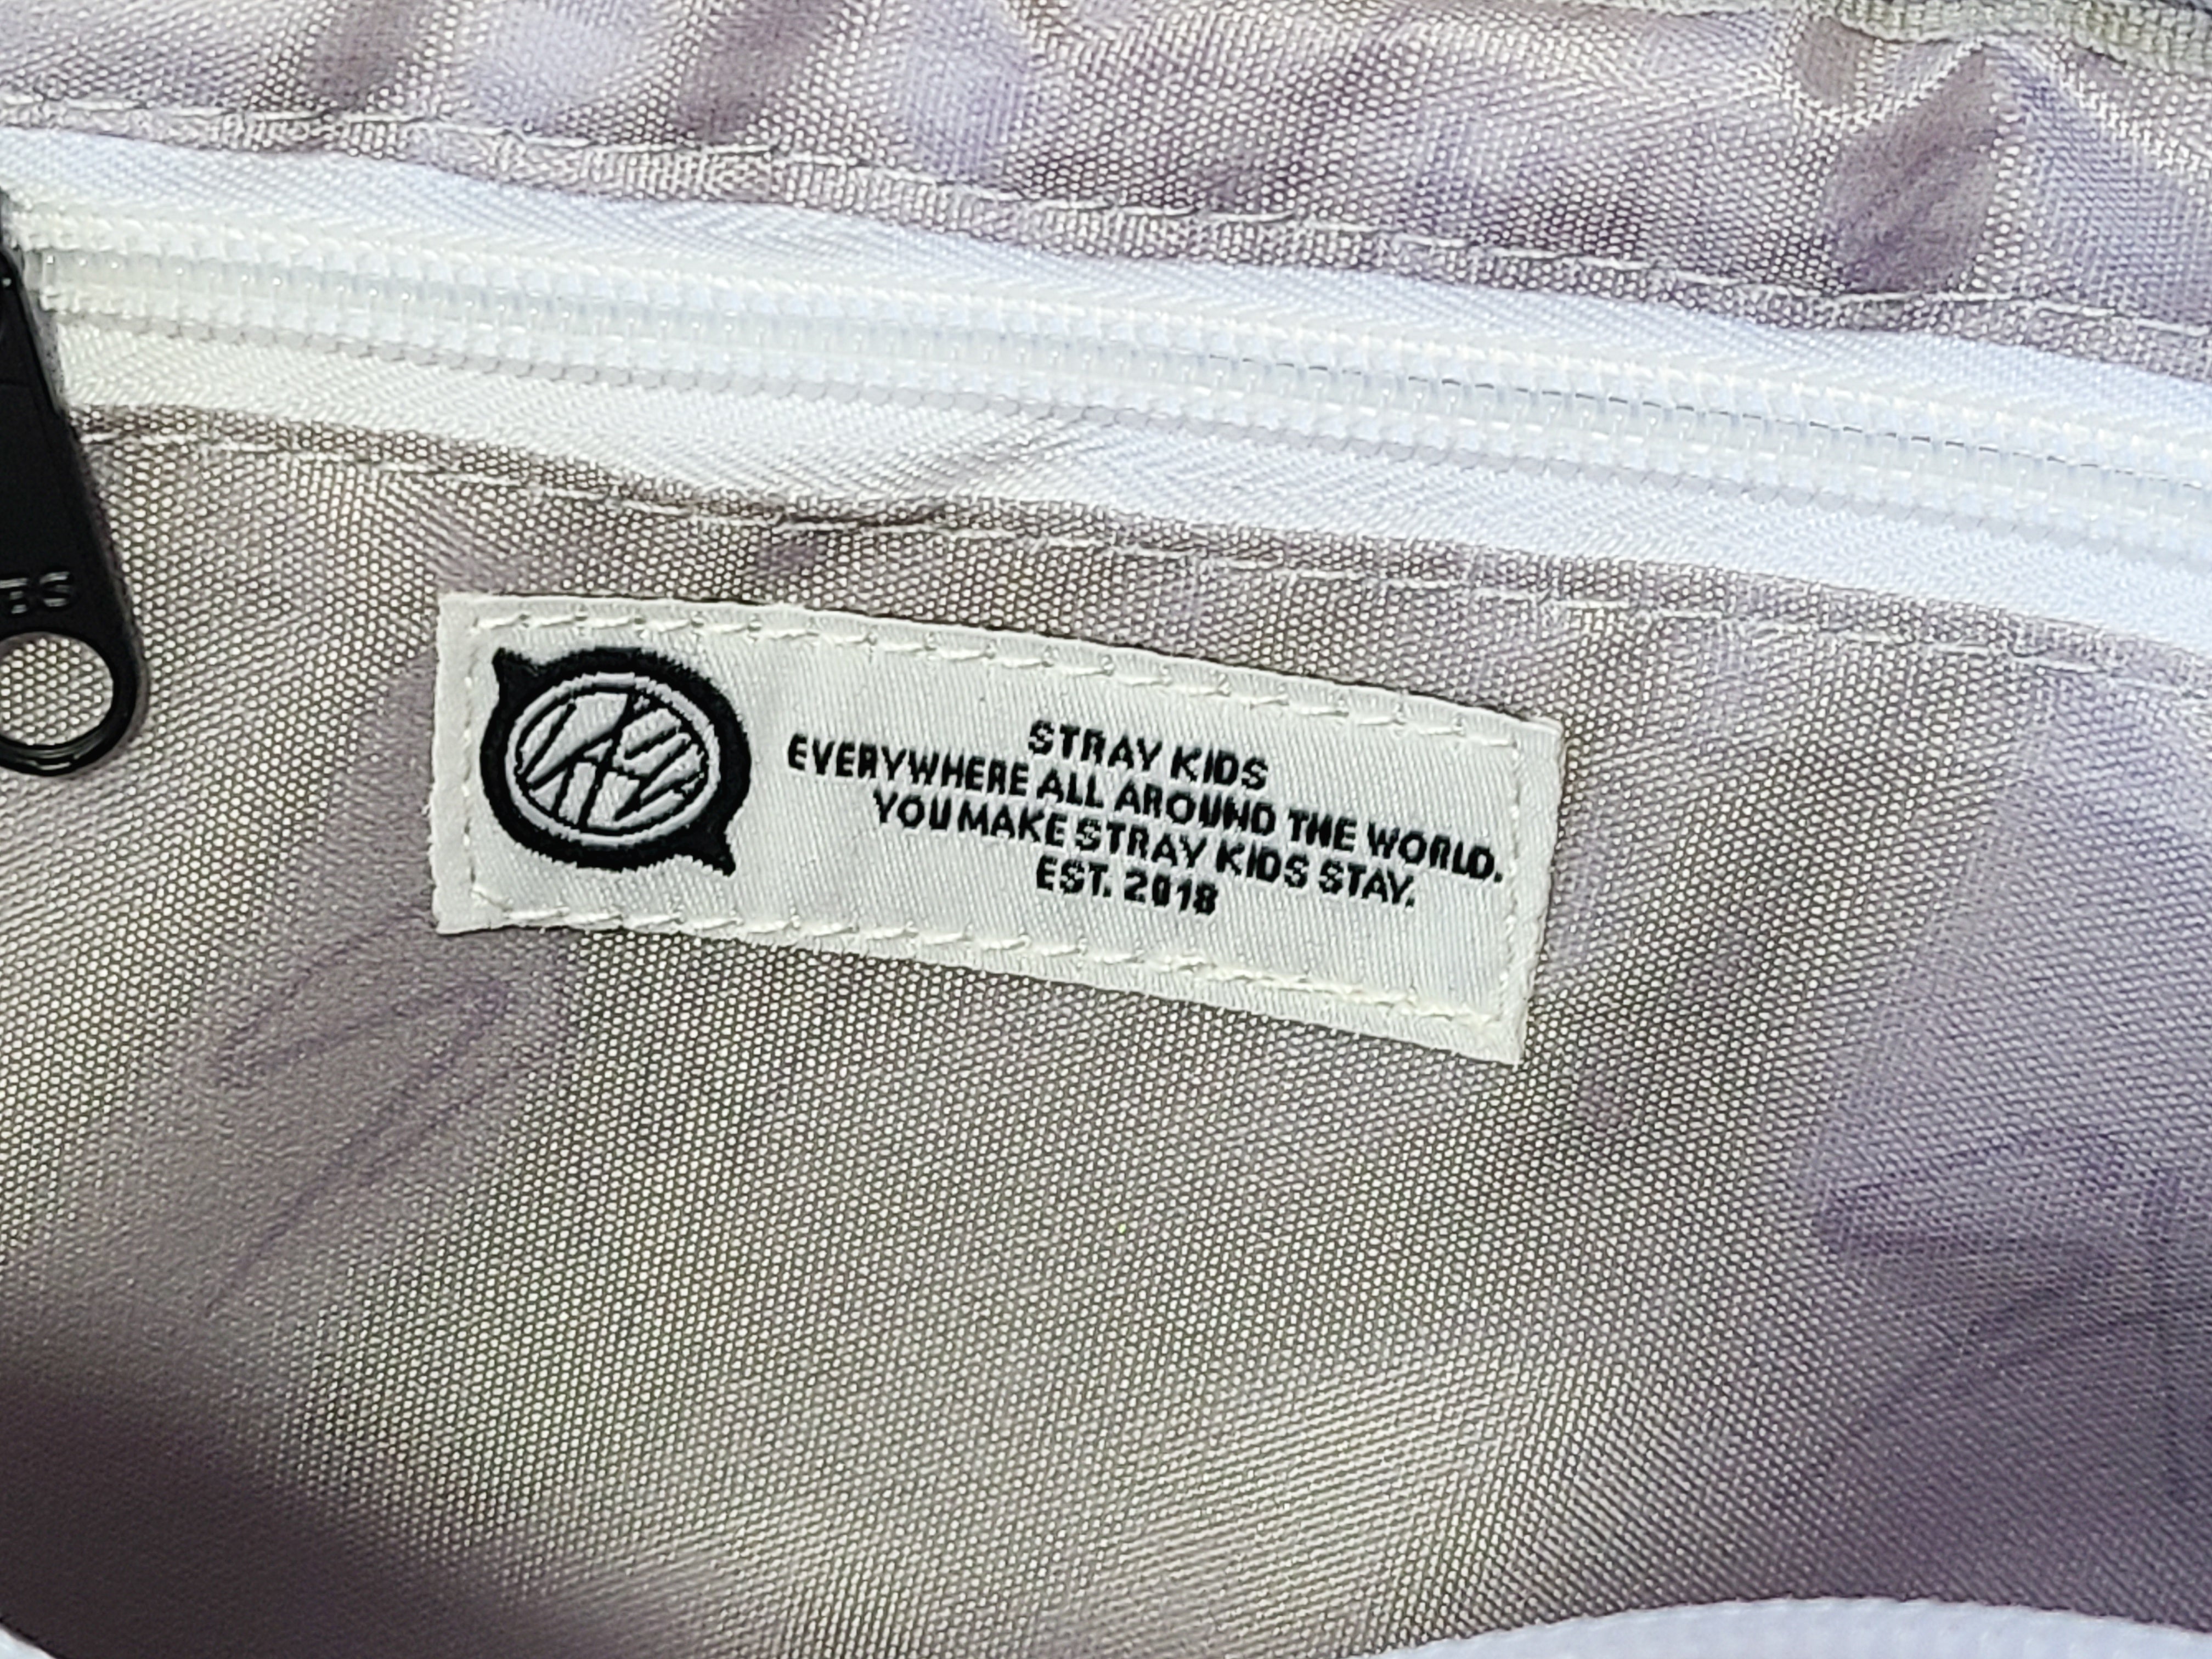 STRAY KIDS
EVERYWHERE ALL AROUND THE WORLD.
YOU MAKE STRAY KIDS STAY.
EST. 2018